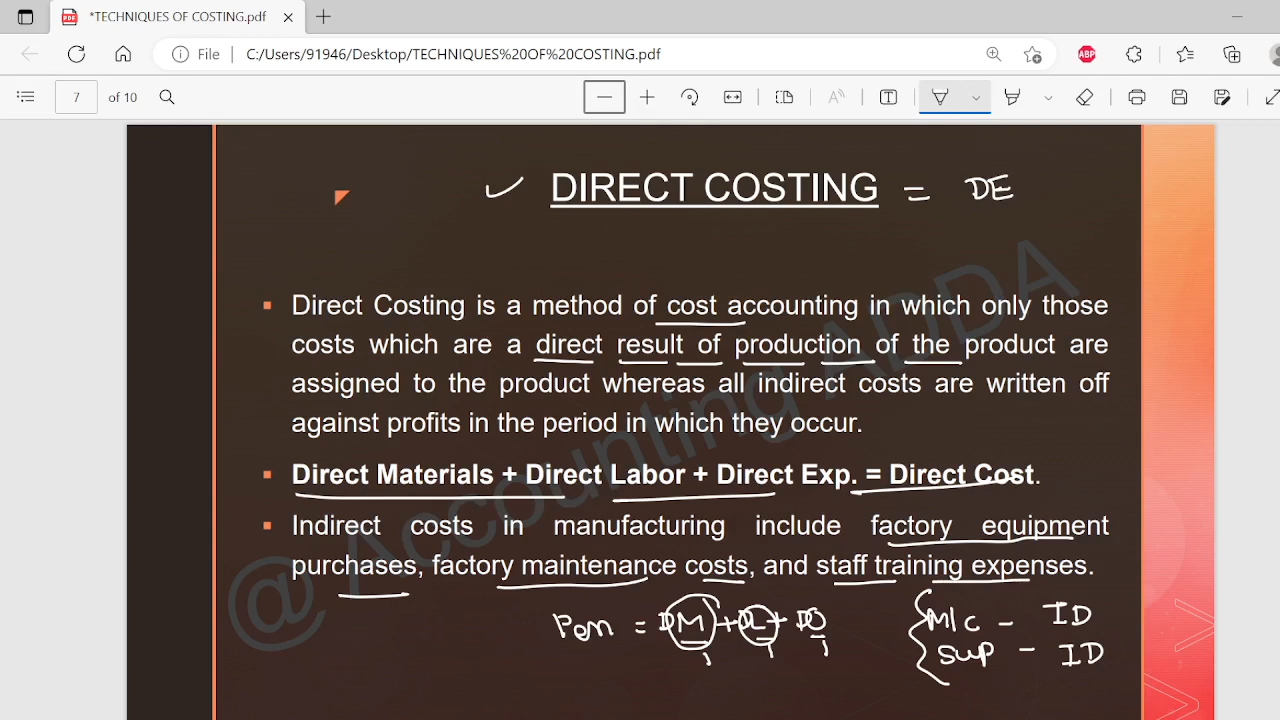 *TECHNIQUES OF COSTING.pdf
File C:/Users/91946/Desktop/TECHNIQUES%20OF%20COSTING.pdf
ABP
7 of 10
DIRECT COSTING = DE
Direct Costing is a method of cost accounting in which only those
costs which are a direct result of production of the product are
assigned to the product whereas all indirect costs are written off
against profits in the period in which they occur.
Direct Materials + Direct Labor + Direct Exp. = Direct Cost.
Indirect costs in manufacturing include factory equipment
purchases, factory maintenance costs, and staff training expenses.
Pen = DM + DL + DO
M/c - ID
Sup - ID
@ Accounting ADDA